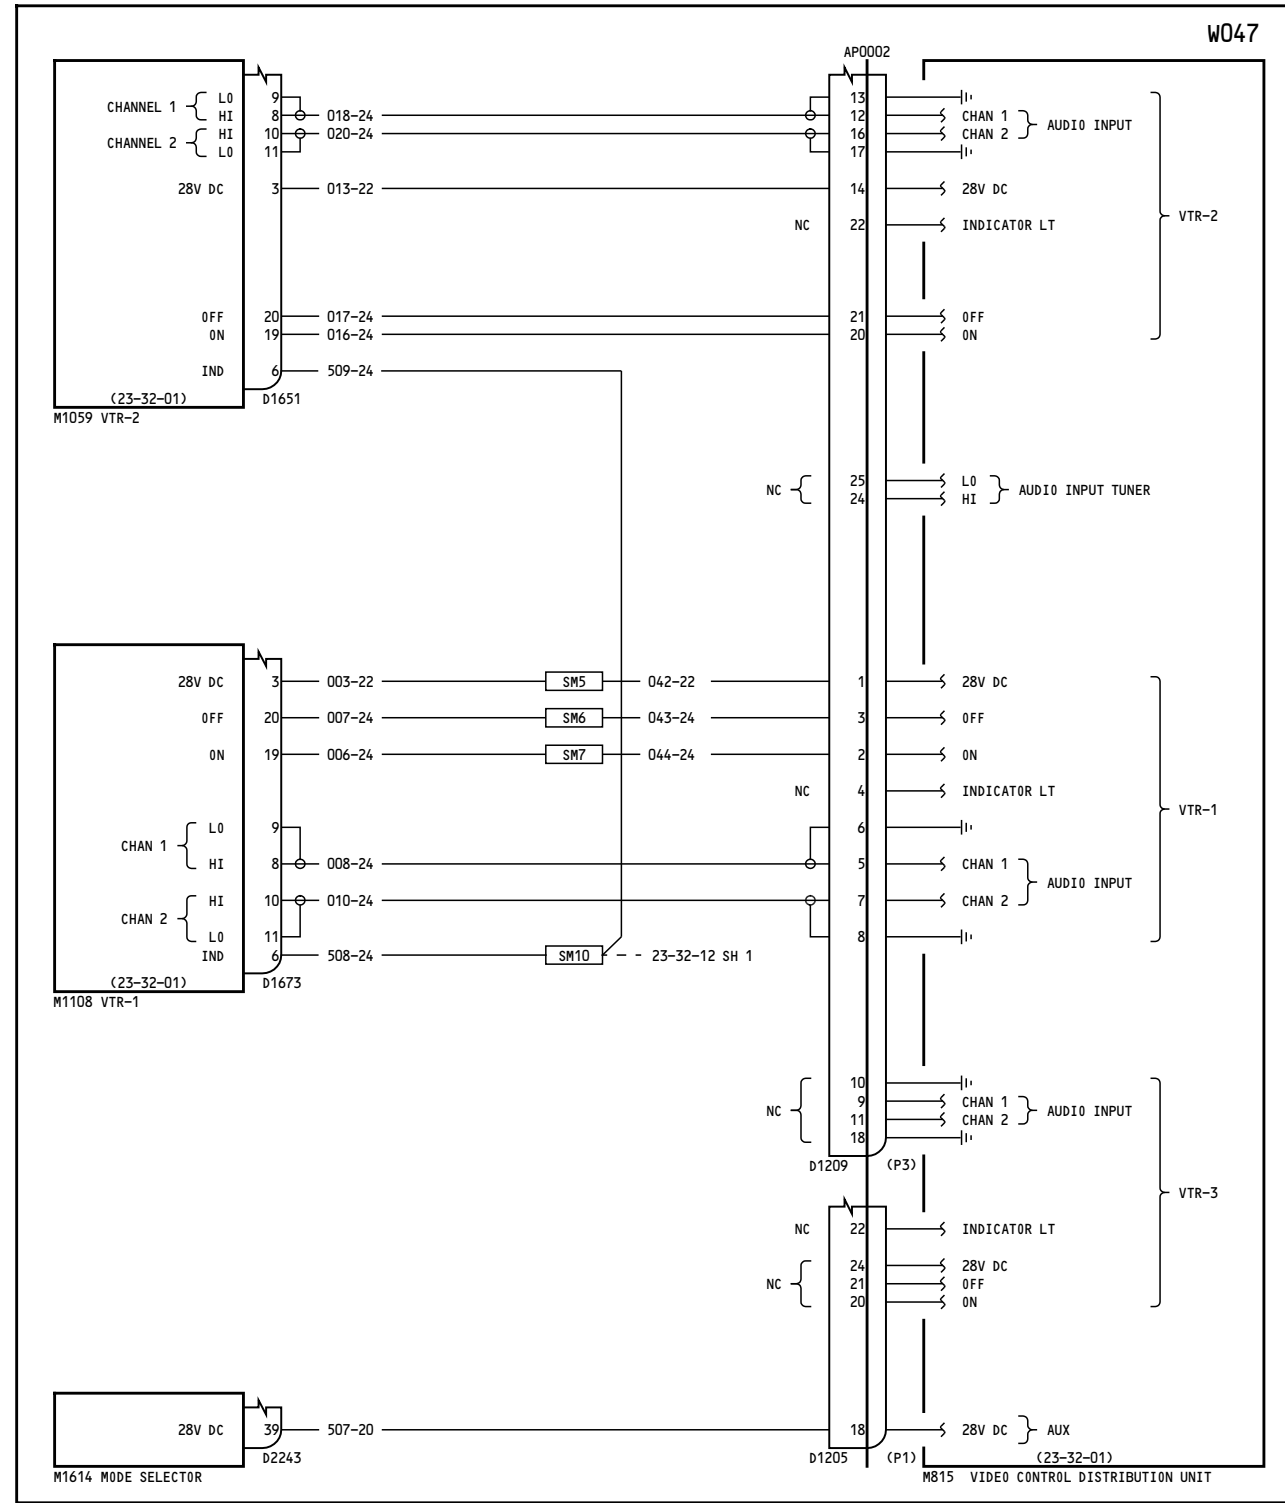 W047
AP0002
LO 9 13
CHANNEL 1 HI 8 018-24 12 CHAN 1 AUDIO INPUT
CHANNEL 2 HI 10 020-24 16 CHAN 2
LO 11 17
28V DC 3 013-22 14 28V DC
NC 22 INDICATOR LT VTR-2
OFF 20 017-24 21 OFF
ON 19 016-24 20 ON
IND 6 509-24
(23-32-01) D1651
M1059 VTR-2
NC 25 LO AUDIO INPUT TUNER
24 HI
28V DC 3 003-22 SM5 042-22 1 28V DC
OFF 20 007-24 SM6 043-24 3 OFF
ON 19 006-24 SM7 044-24 2 ON
NC 4 INDICATOR LT VTR-1
LO 9 6
CHAN 1
HI 8 008-24 5 CHAN 1
AUDIO INPUT
HI 10 010-24 7 CHAN 2
CHAN 2
LO 11 8
IND 6 508-24 SM10 23-32-12 SH 1
(23-32-01) D1673
M1108 VTR-1
10
NC 9 CHAN 1 AUDIO INPUT
11 CHAN 2
18
D1209 (P3)
VTR-3
NC 22 INDICATOR LT
24 28V DC
NC 21 OFF
20 ON
28V DC 39 507-20 18 28V DC AUX
D2243 D1205 (P1) (23-32-01)
M1614 MODE SELECTOR M815 VIDEO CONTROL DISTRIBUTION UNIT